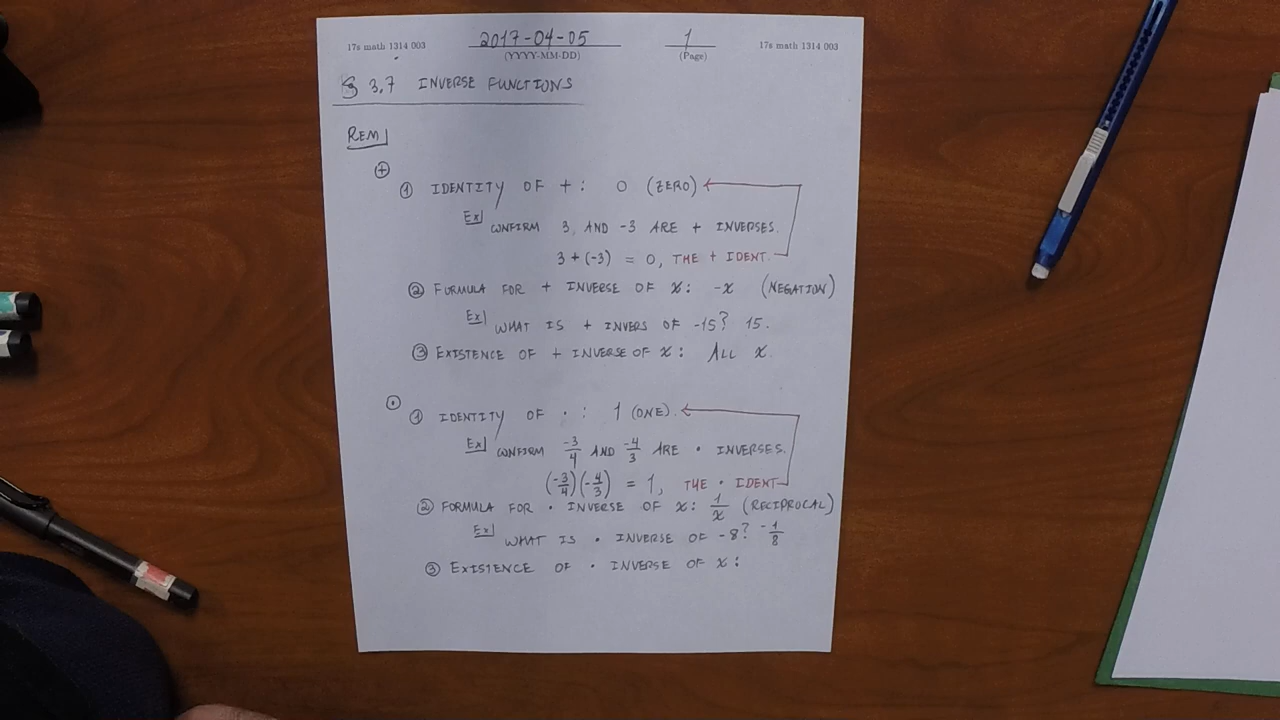 17s math 1314 003 2017-04-05 1 17s math 1314 003
(YYYY-MM-DD) (Page)
§ 3.7 INVERSE FUNCTIONS
REM
+
① IDENTITY OF + : 0 (ZERO)
Ex CONFIRM 3 AND -3 ARE + INVERSES.
3 + (-3) = 0, THE + IDENT.
② FORMULA FOR + INVERSE OF x: -x (NEGATION)
Ex WHAT IS + INVERS OF -15? 15.
③ EXISTENCE OF + INVERSE OF x: ALL x
·
① IDENTITY OF · : 1 (ONE).
Ex CONFIRM -3/4 AND -4/3 ARE · INVERSES.
(-3/4)(-4/3) = 1, THE · IDENT
② FORMULA FOR · INVERSE OF x: 1/x (RECIPROCAL)
Ex WHAT IS · INVERSE OF -8? -1/8
③ EXISTENCE OF · INVERSE OF x: